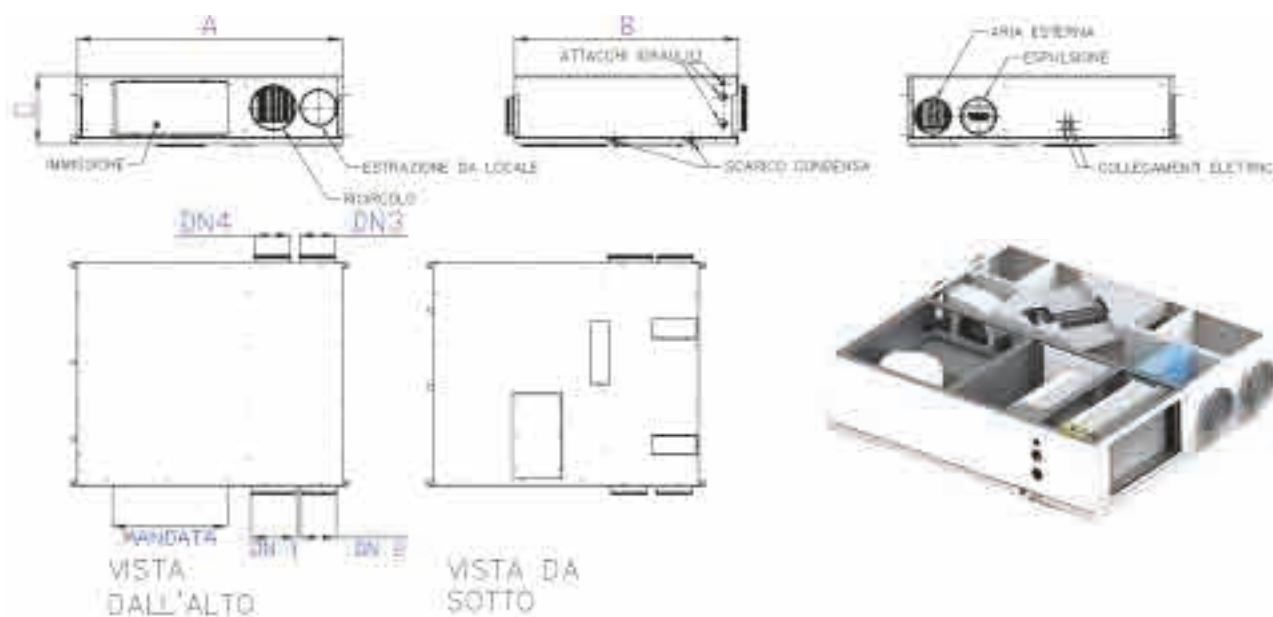 A
B
ARIA ESTERNA
ESPULSIONE
ATTACCHI IDRAULICI
IMMISSIONE
ESTRAZIONE DA LOCALE
RICIRCOLO
SCARICO CONDENSA
COLLEGAMENTI ELETTRIC
DN4
DN3
MANDATA
DN 1
DN 2
VISTA
DALL'ALTO
VISTA DA
SOTTO